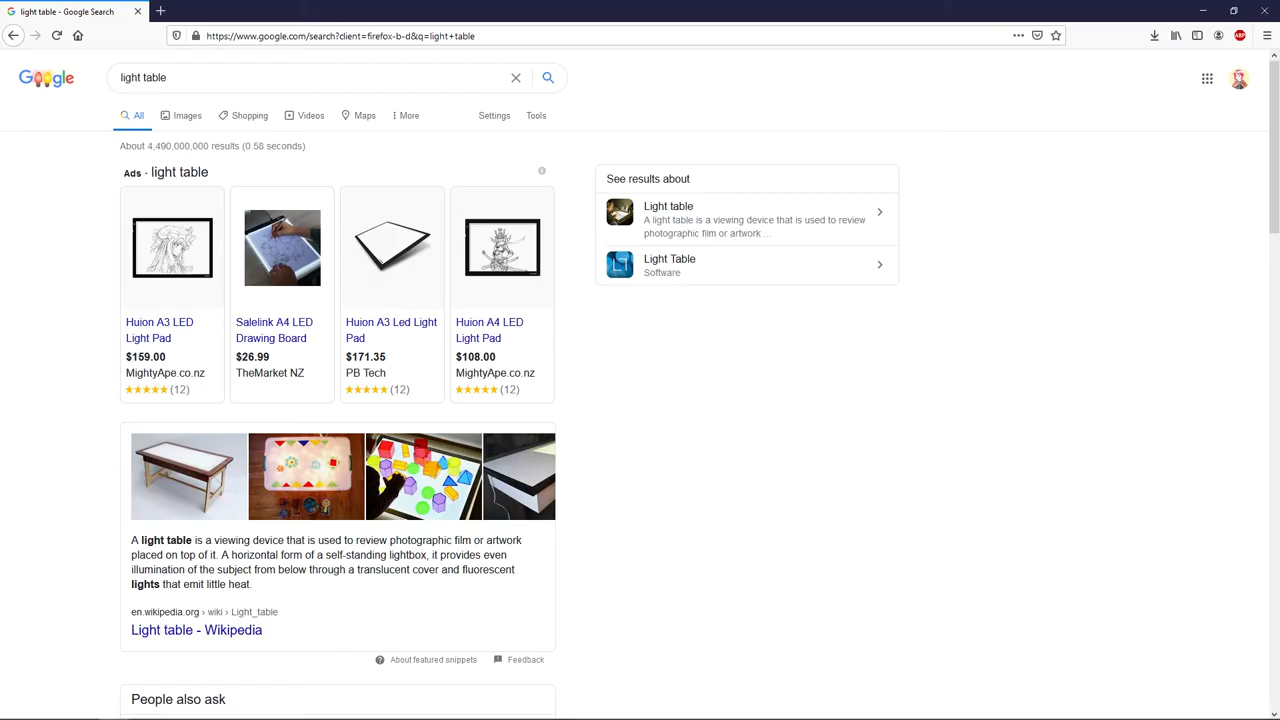 light table - Google Search
https://www.google.com/search?client=firefox-b-d&q=light+table
ABP
Google
light table
All
Images
Shopping
Videos
Maps
More
Settings
Tools
About 4,490,000,000 results (0.58 seconds)
Ads · light table
Huion A3 LED
Light Pad
$159.00
MightyApe.co.nz
(12)
Salelink A4 LED
Drawing Board
$26.99
TheMarket NZ
Huion A3 Led Light
Pad
$171.35
PB Tech
(12)
Huion A4 LED
Light Pad
$108.00
MightyApe.co.nz
(12)
A light table is a viewing device that is used to review photographic film or artwork
placed on top of it. A horizontal form of a self-standing lightbox, it provides even
illumination of the subject from below through a translucent cover and fluorescent
lights that emit little heat.
en.wikipedia.org › wiki › Light_table
Light table - Wikipedia
About featured snippets
Feedback
People also ask
See results about
Light table
A light table is a viewing device that is used to review
photographic film or artwork ...
Light Table
Software